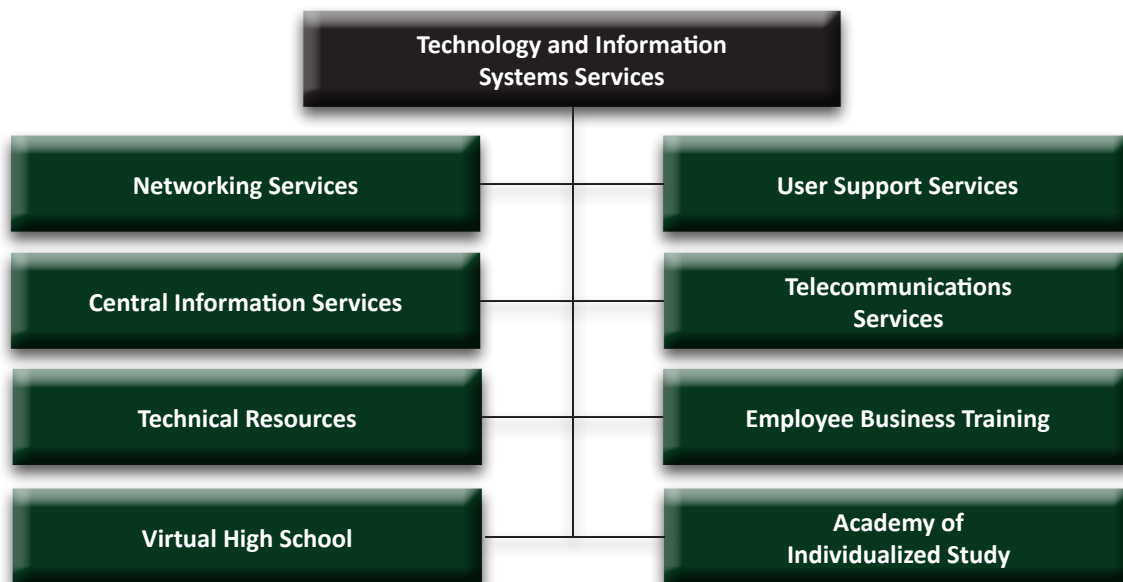 Technology and Information
Systems Services
Networking Services
User Support Services
Central Information Services
Telecommunications
Services
Technical Resources
Employee Business Training
Virtual High School
Academy of
Individualized Study